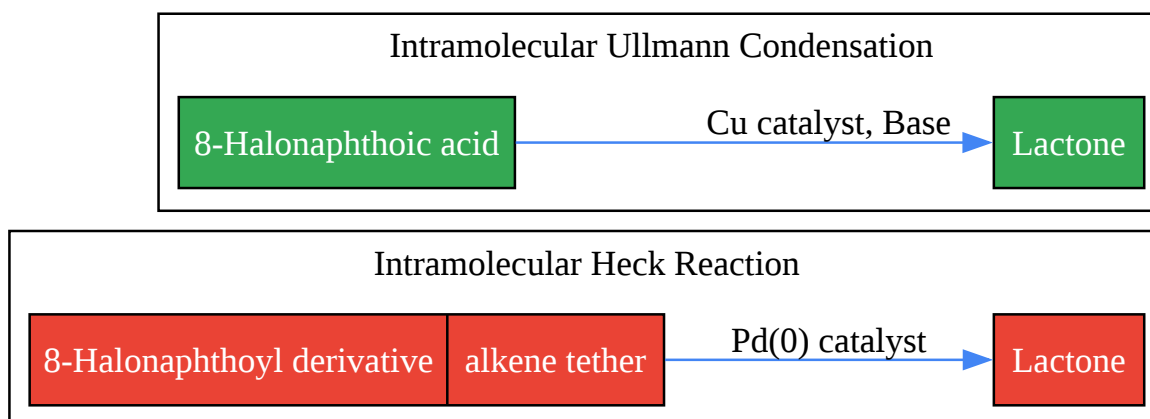 Intramolecular Ullmann Condensation
8-Halonaphthoic acid
Cu catalyst, Base
Lactone
Intramolecular Heck Reaction
8-Halonaphthoyl derivative
alkene tether
Pd(0) catalyst
Lactone